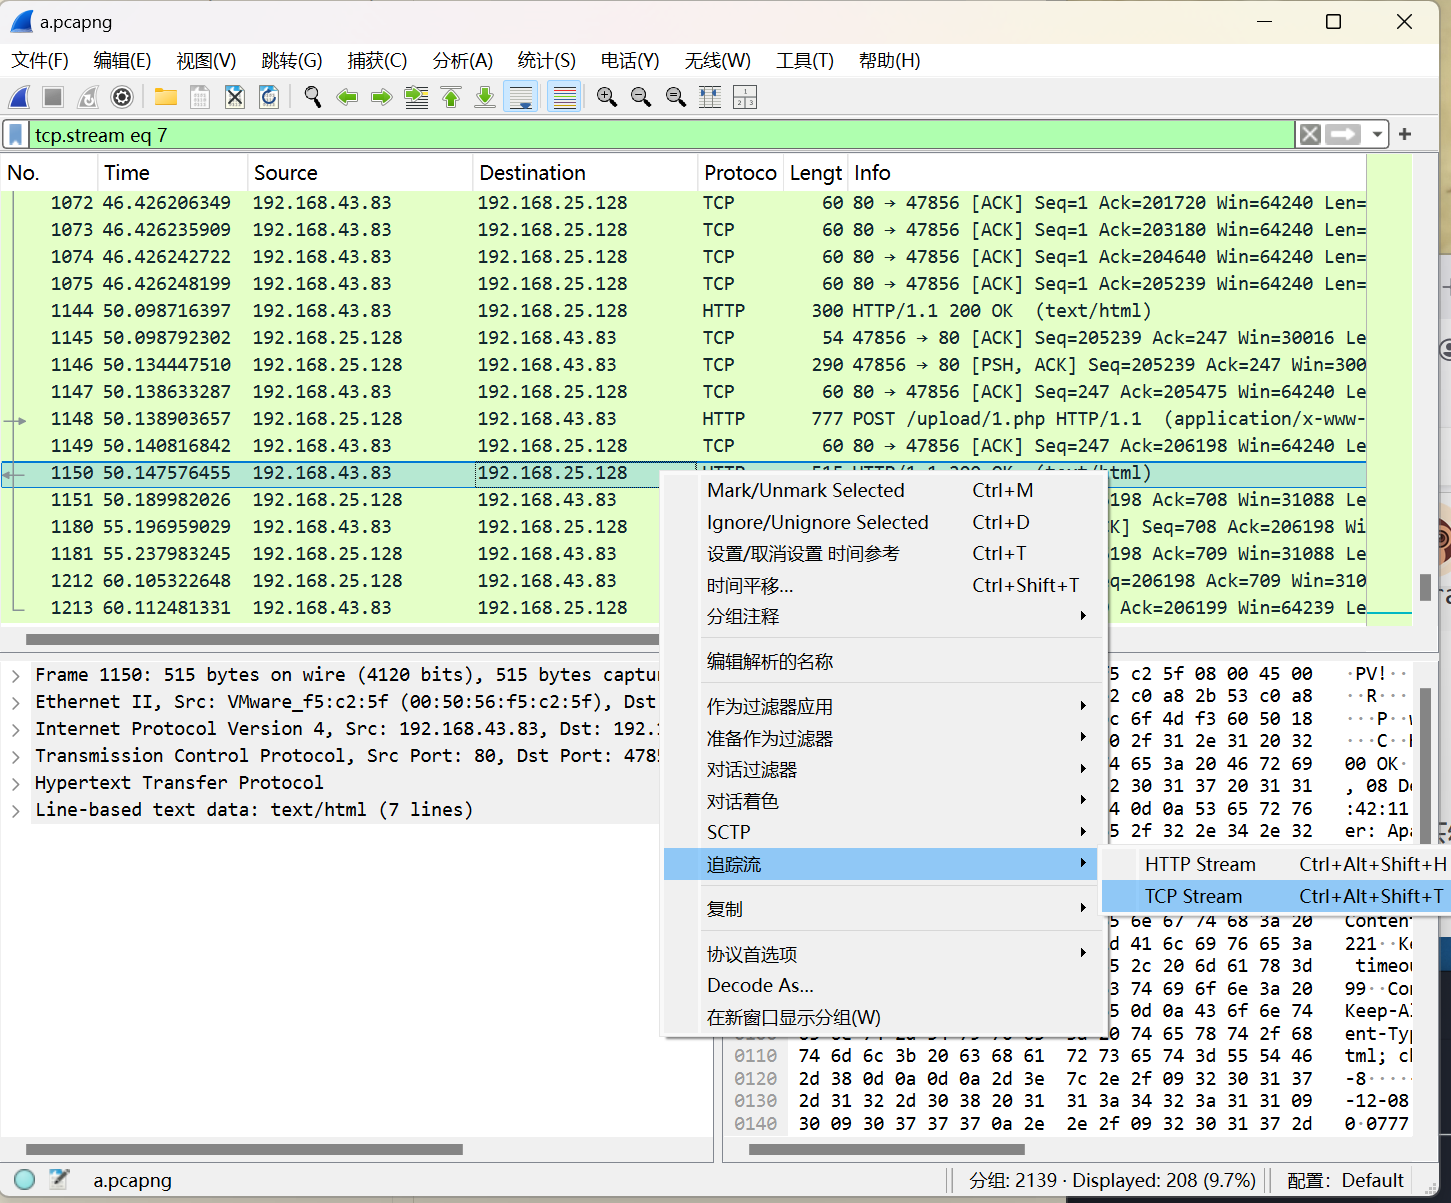 a.pcapng
文件(F) 编辑(E) 视图(V) 跳转(G) 捕获(C) 分析(A) 统计(S) 电话(Y) 无线(W) 工具(T) 帮助(H)
tcp.stream eq 7
No. Time Source Destination Protoco Lengt Info
1072 46.426206349 192.168.43.83 192.168.25.128 TCP 60 80 → 47856 [ACK] Seq=1 Ack=201720 Win=64240 Len=
1073 46.426235909 192.168.43.83 192.168.25.128 TCP 60 80 → 47856 [ACK] Seq=1 Ack=203180 Win=64240 Len=
1074 46.426242722 192.168.43.83 192.168.25.128 TCP 60 80 → 47856 [ACK] Seq=1 Ack=204640 Win=64240 Len=
1075 46.426248199 192.168.43.83 192.168.25.128 TCP 60 80 → 47856 [ACK] Seq=1 Ack=205239 Win=64240 Len=
1144 50.098716397 192.168.43.83 192.168.25.128 HTTP 300 HTTP/1.1 200 OK (text/html)
1145 50.098792302 192.168.25.128 192.168.43.83 TCP 54 47856 → 80 [ACK] Seq=205239 Ack=247 Win=30016 Le
1146 50.134447510 192.168.25.128 192.168.43.83 TCP 290 47856 → 80 [PSH, ACK] Seq=205239 Ack=247 Win=300
1147 50.138633287 192.168.43.83 192.168.25.128 TCP 60 80 → 47856 [ACK] Seq=247 Ack=205475 Win=64240 Le
1148 50.138903657 192.168.25.128 192.168.43.83 HTTP 777 POST /upload/1.php HTTP/1.1 (application/x-www-
1149 50.140816842 192.168.43.83 192.168.25.128 TCP 60 80 → 47856 [ACK] Seq=247 Ack=206198 Win=64240 Le
1150 50.147576455 192.168.43.83 192.168.25.128 HTTP 515 HTTP/1.1 200 OK (text/html)
1151 50.189982026 192.168.25.128 192.168.43.83 198 Ack=708 Win=31088 Le
1180 55.196959029 192.168.43.83 192.168.25.128 K] Seq=708 Ack=206198 Wi
1181 55.237983245 192.168.25.128 192.168.43.83 198 Ack=709 Win=31088 Le
1212 60.105322648 192.168.25.128 192.168.43.83 q=206198 Ack=709 Win=310
1213 60.112481331 192.168.43.83 192.168.25.128 Ack=206199 Win=64239 Le
Mark/Unmark Selected Ctrl+M
Ignore/Unignore Selected Ctrl+D
设置/取消设置 时间参考 Ctrl+T
时间平移... Ctrl+Shift+T
分组注释
编辑解析的名称
作为过滤器应用
准备作为过滤器
对话过滤器
对话着色
SCTP
追踪流
复制
协议首选项
Decode As...
在新窗口显示分组(W)
HTTP Stream Ctrl+Alt+Shift+H
TCP Stream Ctrl+Alt+Shift+T
Frame 1150: 515 bytes on wire (4120 bits), 515 bytes captu
Ethernet II, Src: VMware_f5:c2:5f (00:50:56:f5:c2:5f), Dst
Internet Protocol Version 4, Src: 192.168.43.83, Dst: 192.
Transmission Control Protocol, Src Port: 80, Dst Port: 478
Hypertext Transfer Protocol
Line-based text data: text/html (7 lines)
5 c2 5f 08 00 45 00 ·PV!··
2 c0 a8 2b 53 c0 a8 ··R···
c 6f 4d f3 60 50 18 ···P·w
0 2f 31 2e 31 20 32 ···C··H
4 65 3a 20 46 72 69 00 OK·
2 30 31 37 20 31 31 , 08 De
4 0d 0a 53 65 72 76 :42:11
5 2f 32 2e 34 2e 32 er: Apa
5 6e 67 74 68 3a 20 Content
d 41 6c 69 76 65 3a 221··Ke
5 2c 20 6d 61 78 3d timeou
3 74 69 6f 6e 3a 20 99··Con
5 0d 0a 43 6f 6e 74 Keep-Al
20 74 65 78 74 2f 68 ent-Typ
0110 74 6d 6c 3b 20 63 68 61 72 73 65 74 3d 55 54 46 tml; ch
0120 2d 38 0d 0a 0d 0a 2d 3e 7c 2e 2f 09 32 30 31 37 -8·····
0130 2d 31 32 2d 30 38 20 31 31 3a 34 32 3a 31 31 09 -12-08
0140 30 09 30 37 37 37 0a 2e 2e 2f 09 32 30 31 37 2d 0·0777
a.pcapng 分组: 2139 · Displayed: 208 (9.7%) 配置: Default